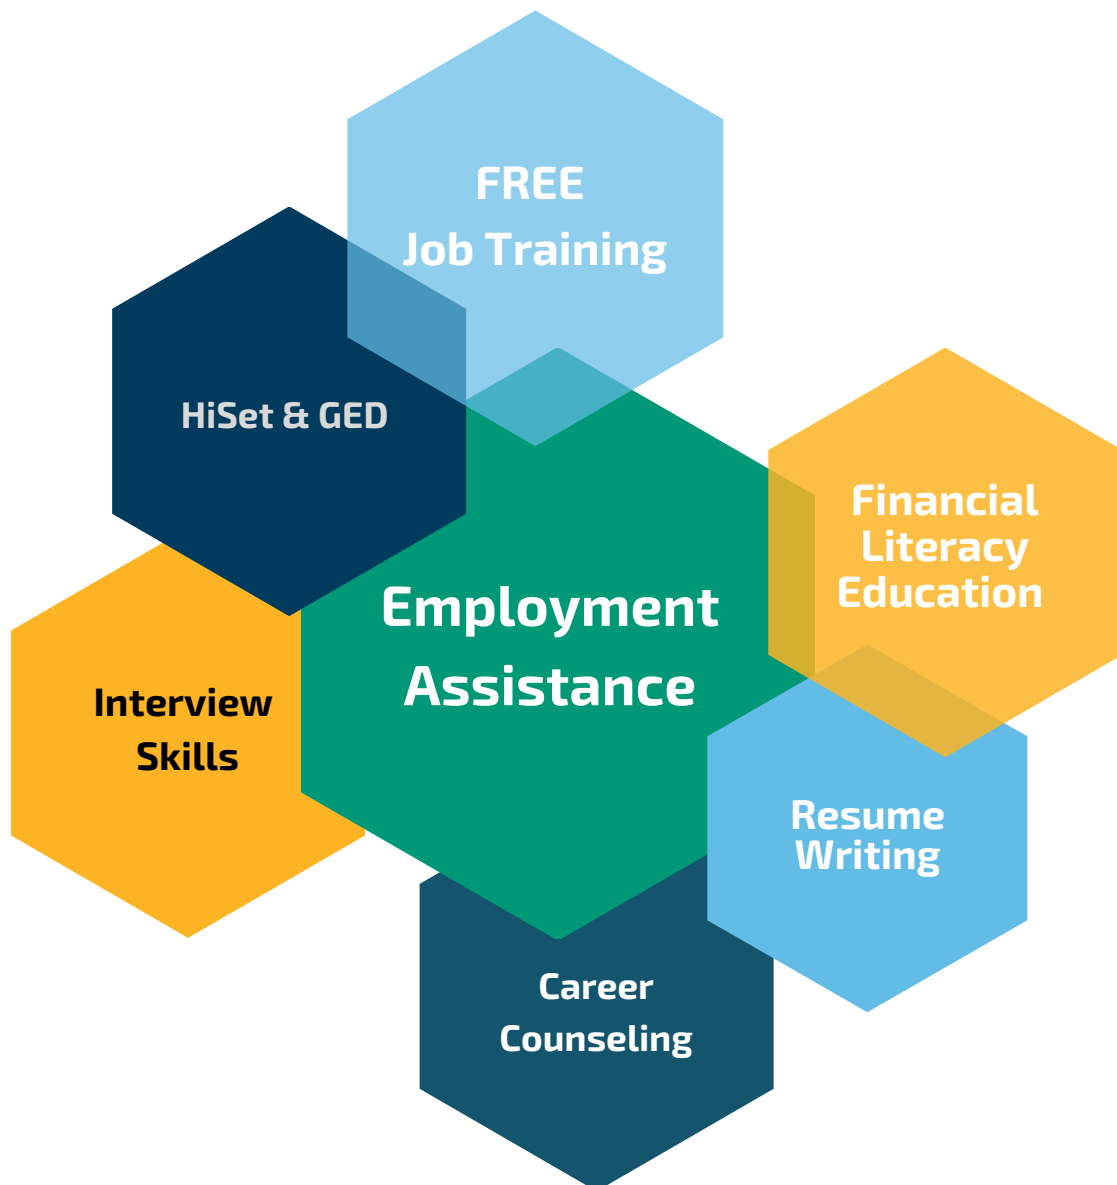 FREE
Job Training
HiSet & GED
Financial
Literacy
Education
Employment
Assistance
Interview
Skills
Resume
Writing
Career
Counseling